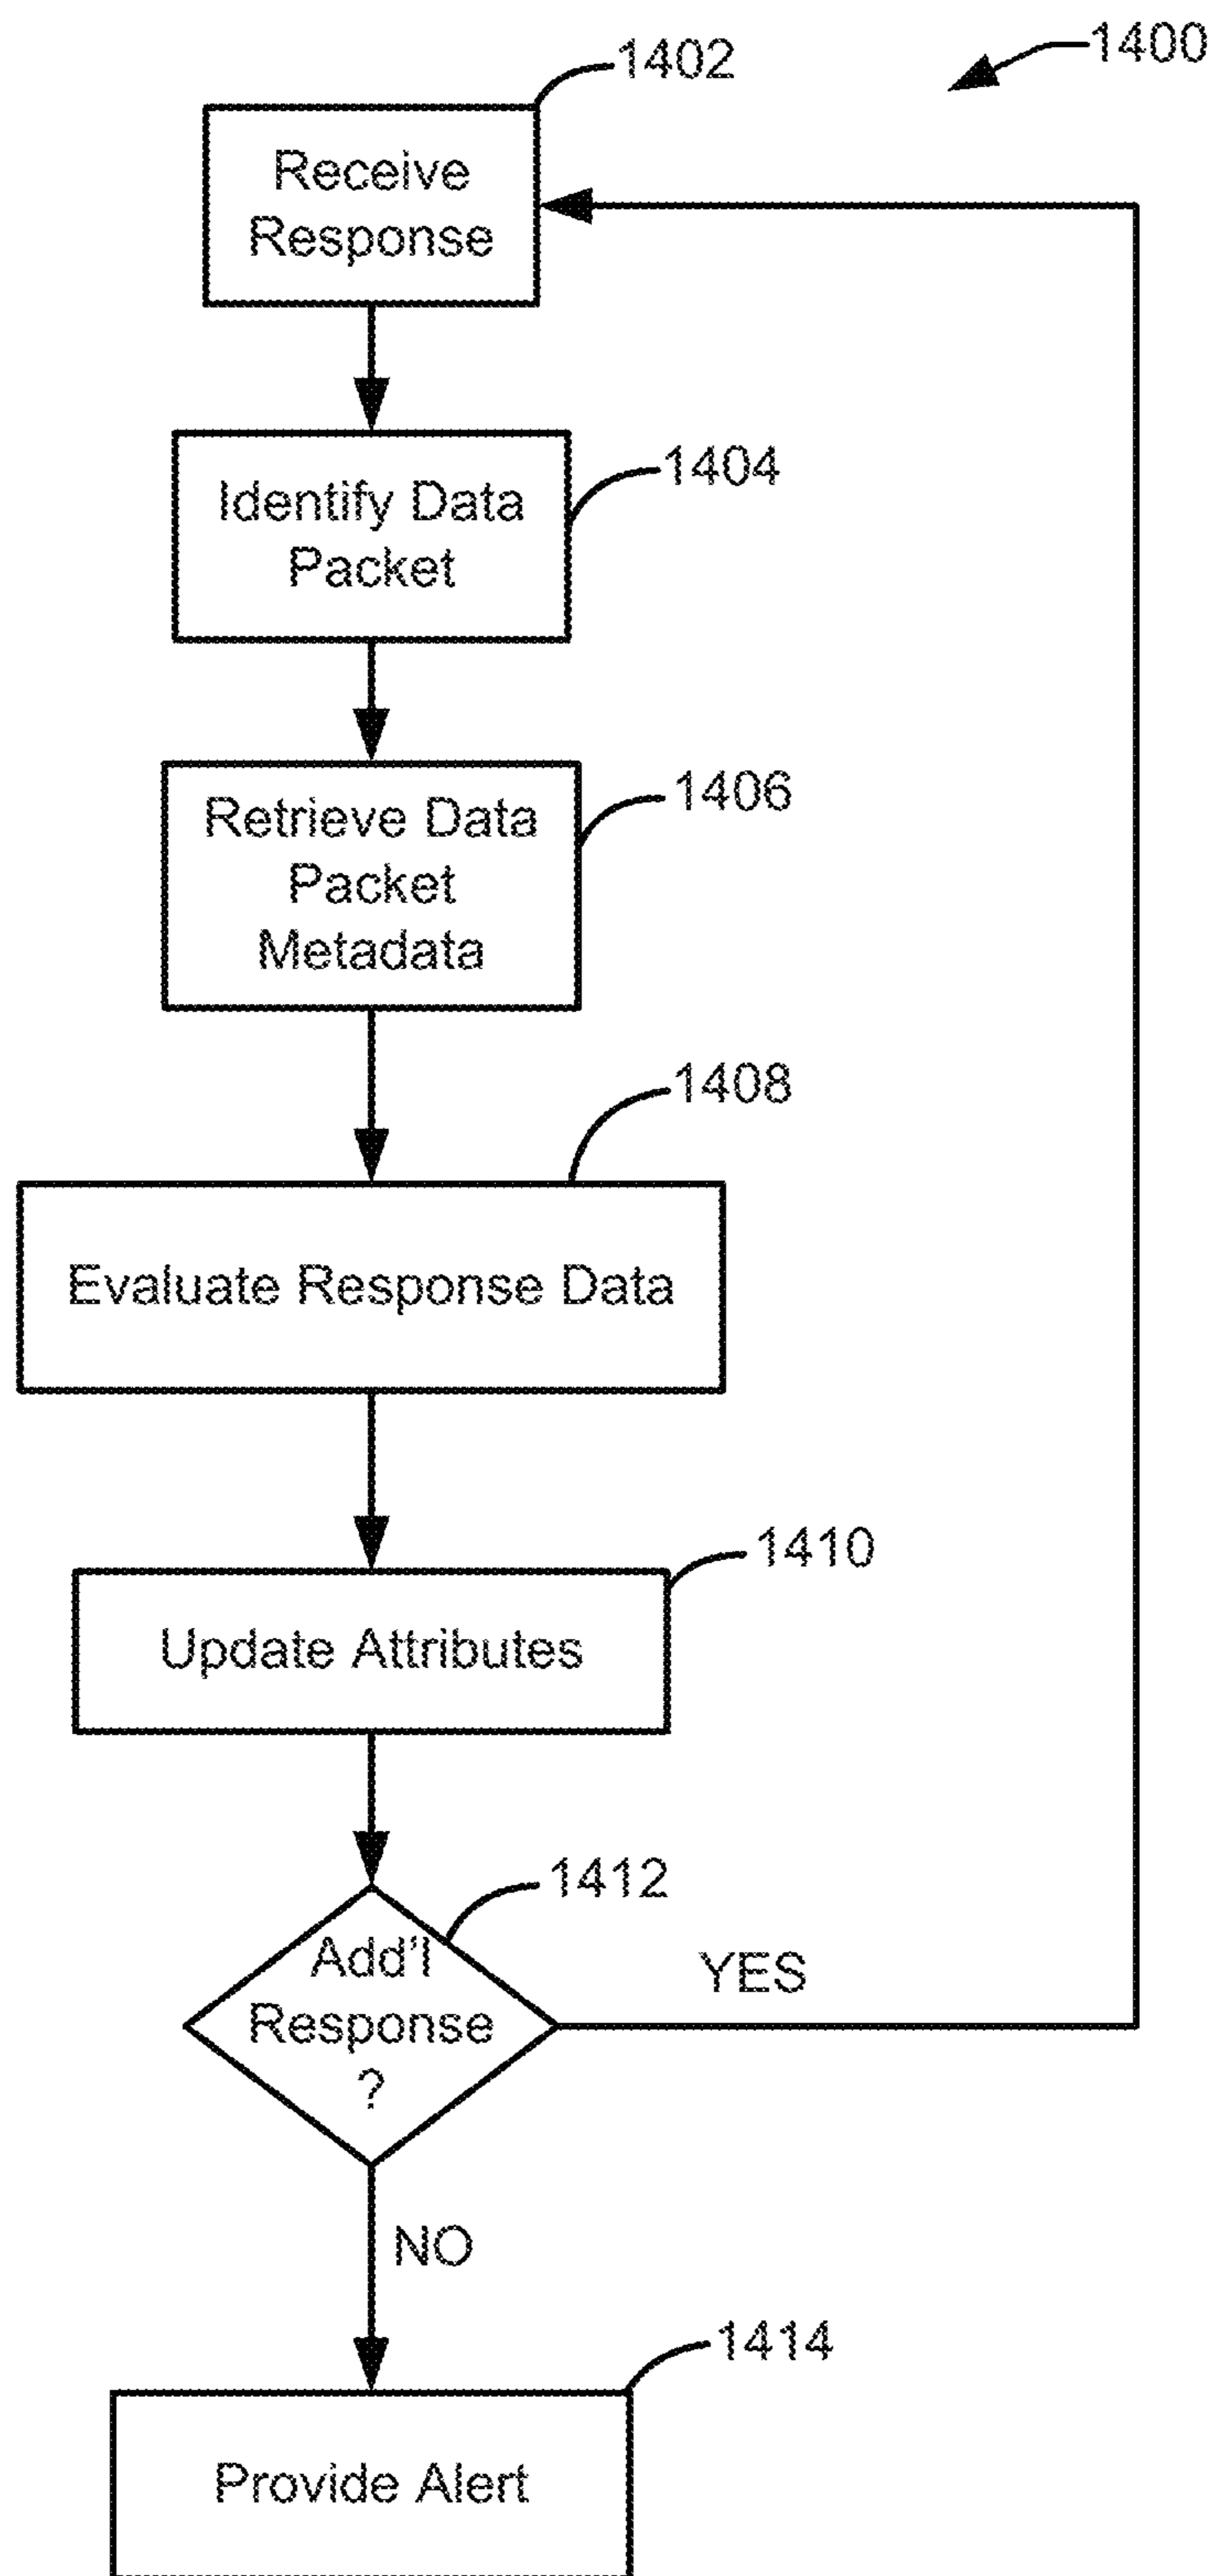 1400
1402
Receive
Response
1404
Identify Data
Packet
1406
Retrieve Data
Packet
Metadata
1408
Evaluate Response Data
1410
Update Attributes
1412
Add'l
Response
?
YES
NO
1414
Provide Alert